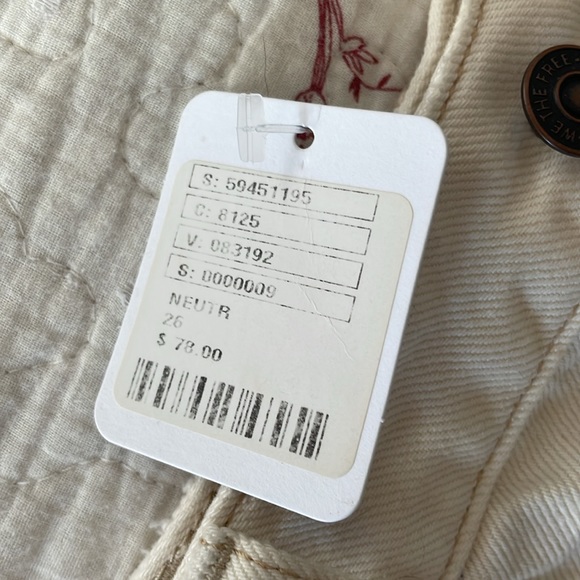 S: 59451195
C: 8125
V: 083192
S: 0000009
NEUTR
26
$ 78.00
WE THE FREE